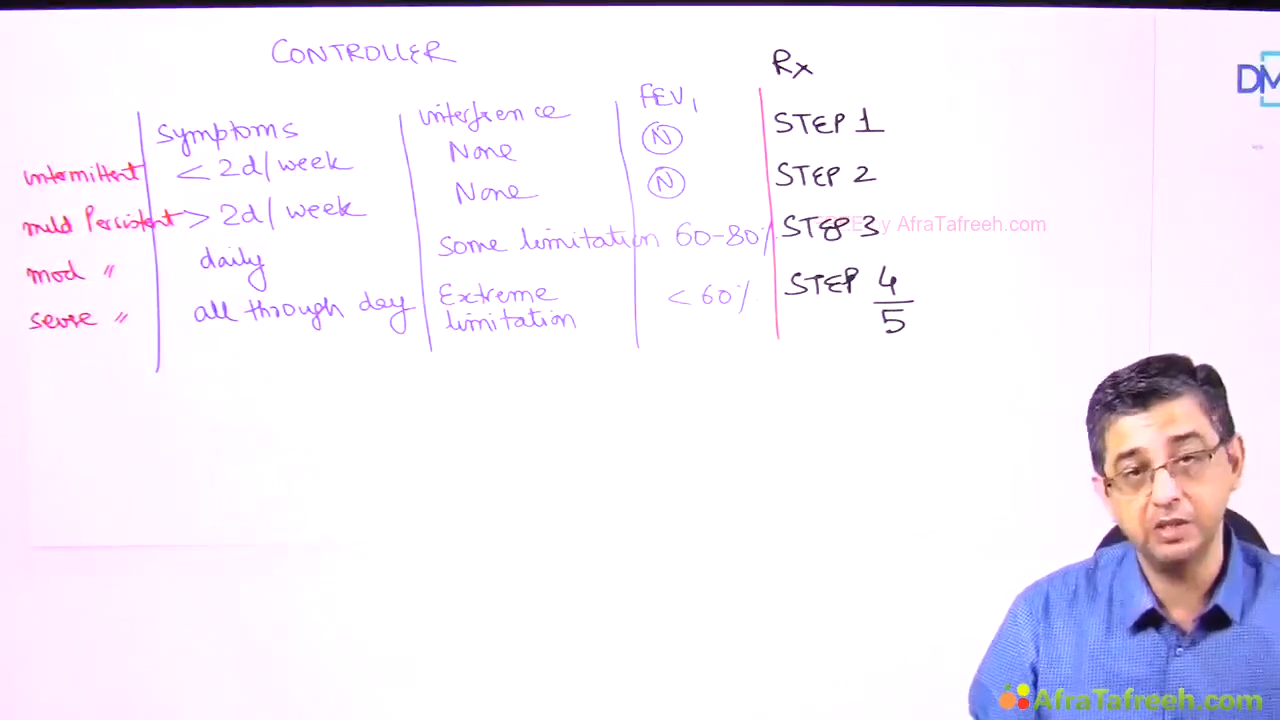 CONTROLLER
Rx
DM
symptoms interference FEV1
intermittent < 2d/week None N STEP 1
mild Persistent > 2d/week None N STEP 2
mod " daily some limitation 60-80% STEP 3
AfraTafreeh.com
severe " all through day Extreme limitation < 60% STEP 4/5
AfraTafreeh.com